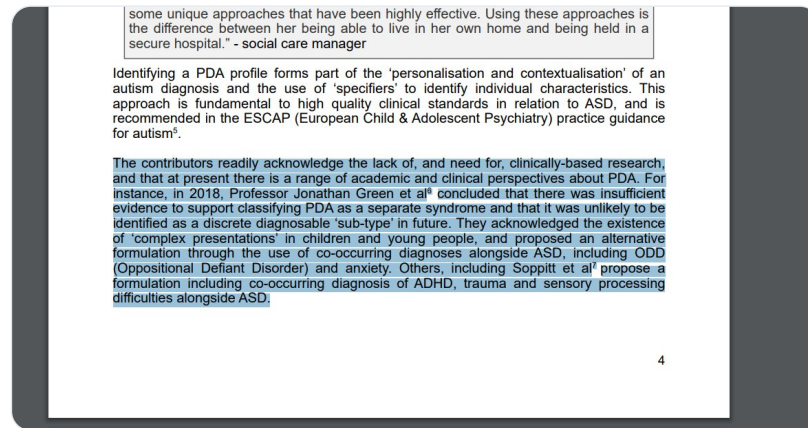 some unique approaches that have been highly effective. Using these approaches is
the difference between her being able to live in her own home and being held in a
secure hospital.” - social care manager
Identifying a PDA profile forms part of the ‘personalisation and contextualisation’ of an
autism diagnosis and the use of ‘specifiers’ to identify individual characteristics. This
approach is fundamental to high quality clinical standards in relation to ASD, and is
recommended in the ESCAP (European Child & Adolescent Psychiatry) practice guidance
for autism⁵.
The contributors readily acknowledge the lack of, and need for, clinically-based research,
and that at present there is a range of academic and clinical perspectives about PDA. For
instance, in 2018, Professor Jonathan Green et al⁶ concluded that there was insufficient
evidence to support classifying PDA as a separate syndrome and that it was unlikely to be
identified as a discrete diagnosable ‘sub-type’ in future. They acknowledged the existence
of ‘complex presentations’ in children and young people, and proposed an alternative
formulation through the use of co-occurring diagnoses alongside ASD, including ODD
(Oppositional Defiant Disorder) and anxiety. Others, including Soppitt et al⁷ propose a
formulation including co-occurring diagnosis of ADHD, trauma and sensory processing
difficulties alongside ASD.
4